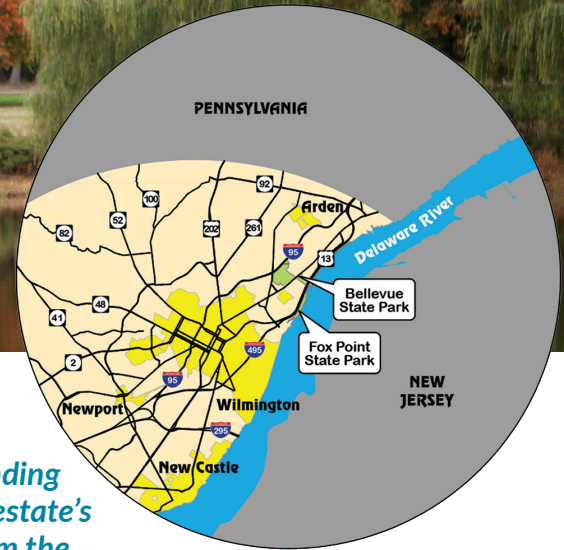 PENNSYLVANIA
92
100
Arden
52
202
261
82
95
13
Delaware River
Bellevue
State Park
48
41
Fox Point
State Park
495
2
95
NEW
JERSEY
Newport
Wilmington
295
New Castle
estate's